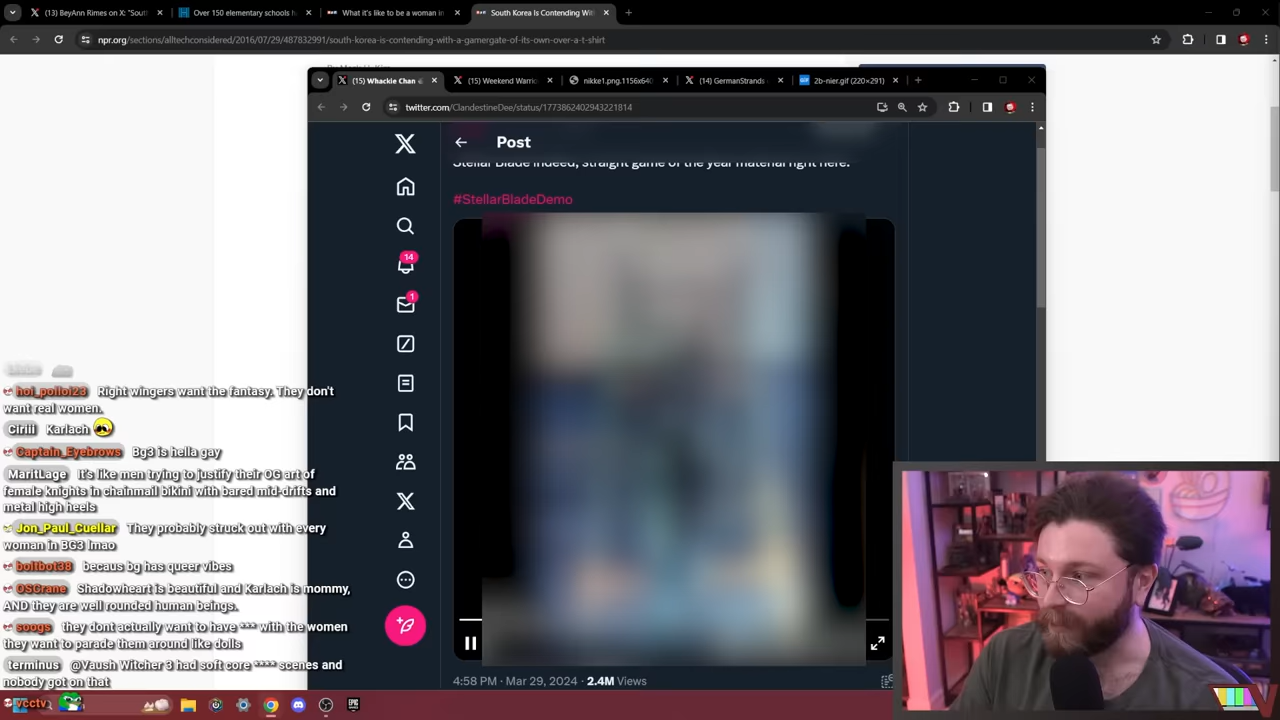 (13) BeyAnn Rimes on X: "Sout
Over 150 elementary schools h
What it's like to be a woman in
South Korea Is Contending Wit
npr.org/sections/alltechconsidered/2016/07/29/487832991/south-korea-is-contending-with-a-gamergate-of-its-own-over-a-t-shirt
(15) Whackie Chan
(15) Weekend Warrio
nikke1.png.1156x640
(14) GermanStrands
2b-nier.gif (220×291)
twitter.com/ClandestineDee/status/1773862402943221814
Post
Stellar Blade indeed, straight game of the year material right here.
#StellarBladeDemo
14
1
4:58 PM · Mar 29, 2024 · 2.4M Views
hoi_polloi23 Right wingers want the fantasy. They don't
want real women.
Ciriii Karlach
Captain_Eyebrows Bg3 is hella gay
MaritLage It's like men trying to justify their OG art of
female knights in chainmail bikini with bared mid-drifts and
metal high heels
Jon_Paul_Cuellar They probably struck out with every
woman in BG3 lmao
boltbot38 becaus bg has queer vibes
OSCrane Shadowheart is beautiful and Karlach is mommy,
AND they are well rounded human beings.
soogs they dont actually want to have *** with the women
they want to parade them around like dolls
terminus @Vaush Witcher 3 had soft core **** scenes and
nobody got on that
vcctv
EPIC